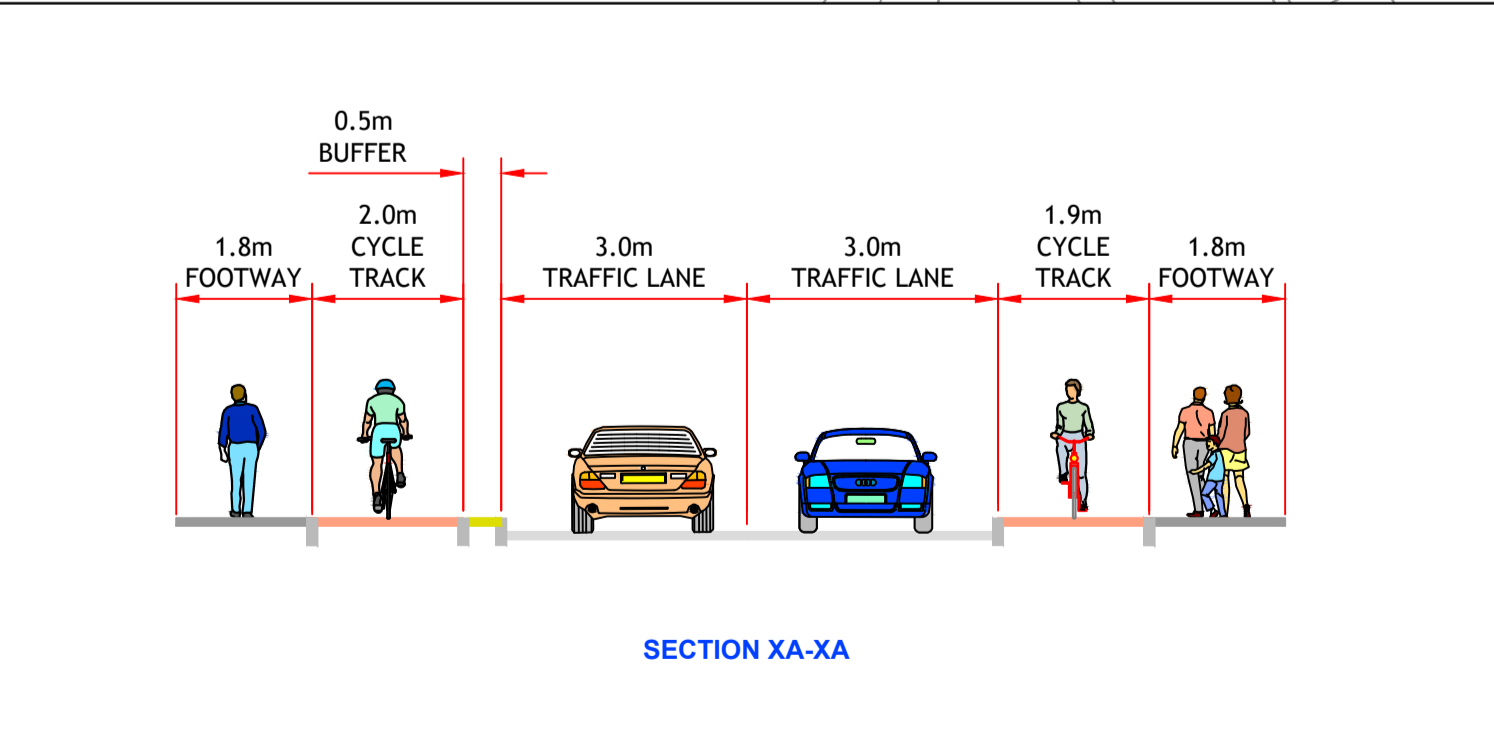 0.5m
BUFFER
1.8m
FOOTWAY
2.0m
CYCLE
TRACK
3.0m
TRAFFIC LANE
3.0m
TRAFFIC LANE
1.9m
CYCLE
TRACK
1.8m
FOOTWAY
SECTION XA-XA